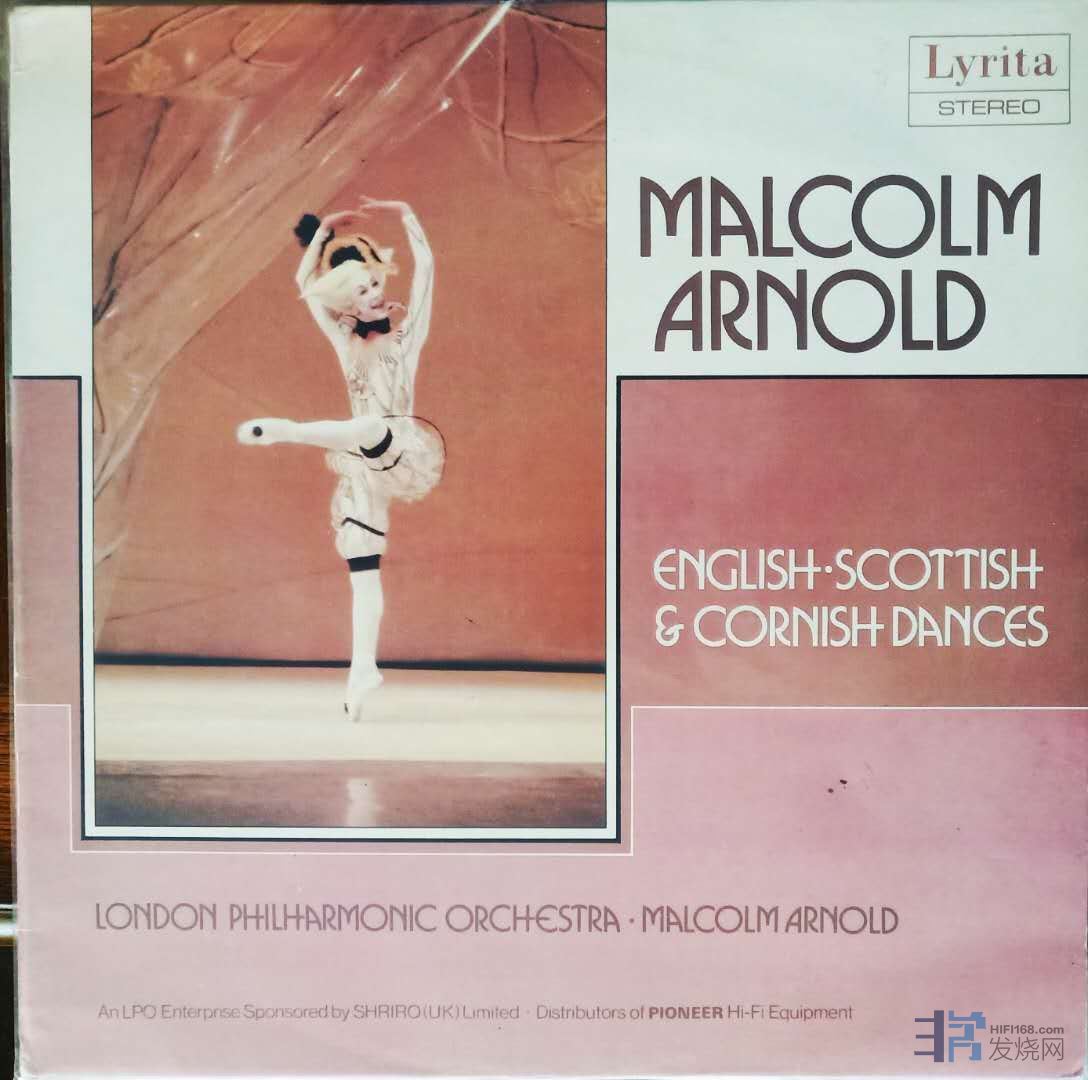 Lyrita
STEREO
MALCOLM
ARNOLD
ENGLISH·SCOTTISH
& CORNISH DANCES
LONDON PHILHARMONIC ORCHESTRA · MALCOLM ARNOLD
An LPO Enterprise Sponsored by SHRIRO (UK) Limited · Distributors of PIONEER Hi-Fi Equipment
HIFI168.com
发烧网